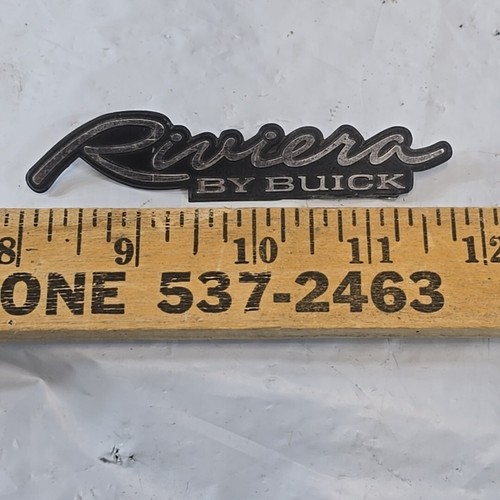 Riviera
BY BUICK
8 9 10 11 12
ONE 537-2463